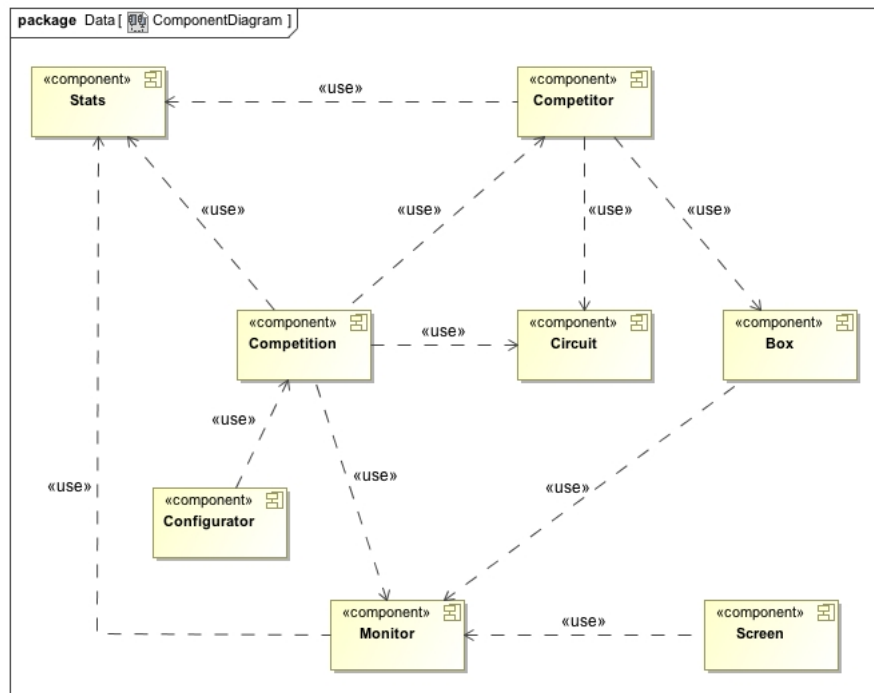 package Data [ ComponentDiagram ]
«component»
Stats
«use»
«component»
Competitor
«use»
«use»
«use»
«use»
«component»
Competition
«use»
«component»
Circuit
«component»
Box
«use»
«use»
«use»
«use»
«component»
Configurator
«component»
Monitor
«use»
«component»
Screen